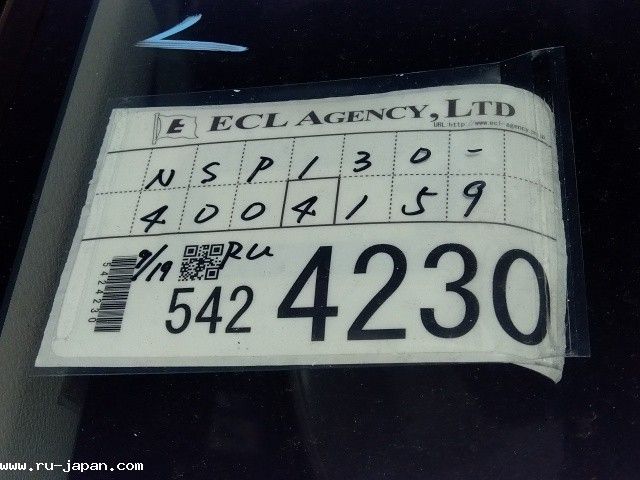 E ECL AGENCY, LTD
URL http://www.ecl-agency.co.jp
NSP130-
4004159
9/19 RU
5424230
542 4230
www.ru-japan.com